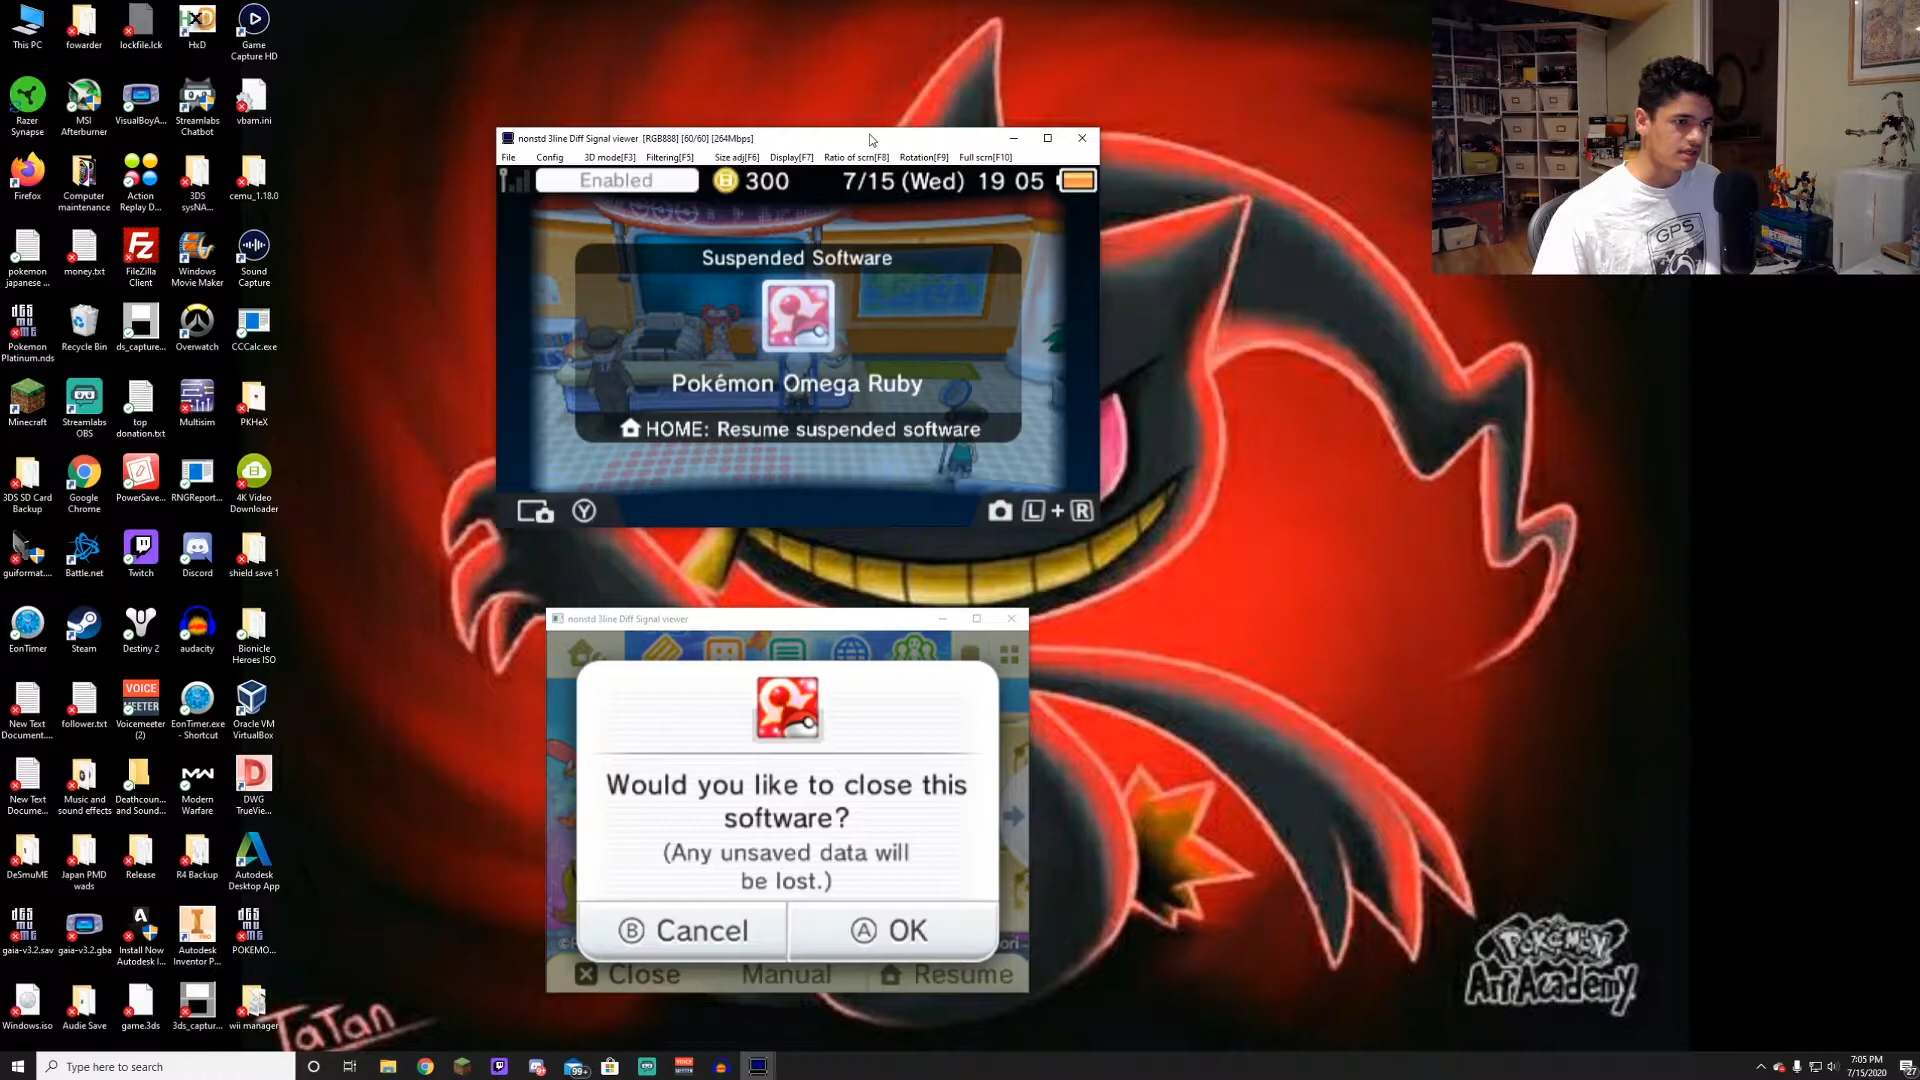 This PC
fowarder
lockfile.lck
HxD
Game Capture HD
Razer Synapse
MSI Afterburner
VisualBoyA...
Streamlabs Chatbot
vbam.ini
Firefox
Computer maintenance
Action Replay D...
3DS sysNA...
cemu_1.18.0
pokemon japanese ...
money.txt
FileZilla Client
Windows Movie Maker
Sound Capture
Pokemon Platinum.nds
Recycle Bin
ds_capture...
Overwatch
CCCalc.exe
Minecraft
Streamlabs OBS
top donation.txt
Multisim
PKHeX
3DS SD Card Backup
Google Chrome
PowerSave...
RNGReport...
4K Video Downloader
guiformat....
Battle.net
Twitch
Discord
shield save 1
EonTimer
Steam
Destiny 2
audacity
Bionicle Heroes ISO
New Text Document....
follower.txt
VOICE MEETER
Voicemeeter (2)
EonTimer.exe - Shortcut
Oracle VM VirtualBox
New Text Docume...
Music and sound effects
Deathcoun... and Sound...
Modern Warfare
DWG TrueVie...
DeSmuME
Japan PMD wads
Release
R4 Backup
Autodesk Desktop App
gaia-v3.2.sav
gaia-v3.2.gba
Install Now Autodesk I...
Autodesk Inventor P...
POKEMO...
Windows.iso
Audie Save
game.3ds
3ds_captur...
wii manager
nonstd 3line Diff Signal viewer [RGB888] [60/60] [264Mbps]
File Config 3D mode[F3] Filtering[F5] Size adj[F6] Display[F7] Ratio of scrn[F8] Rotation[F9] Full scrn[F10]
Enabled 300 7/15 (Wed) 19 05
Suspended Software
Pokémon Omega Ruby
HOME: Resume suspended software
Y L + R
nonstd 3line Diff Signal viewer
Would you like to close this
software?
(Any unsaved data will
be lost.)
B Cancel A OK
Close Manual Resume
GPS
TaTan
POKéMON
Art Academy
Type here to search
99+
VOICE MEETER
7:05 PM
7/15/2020
27